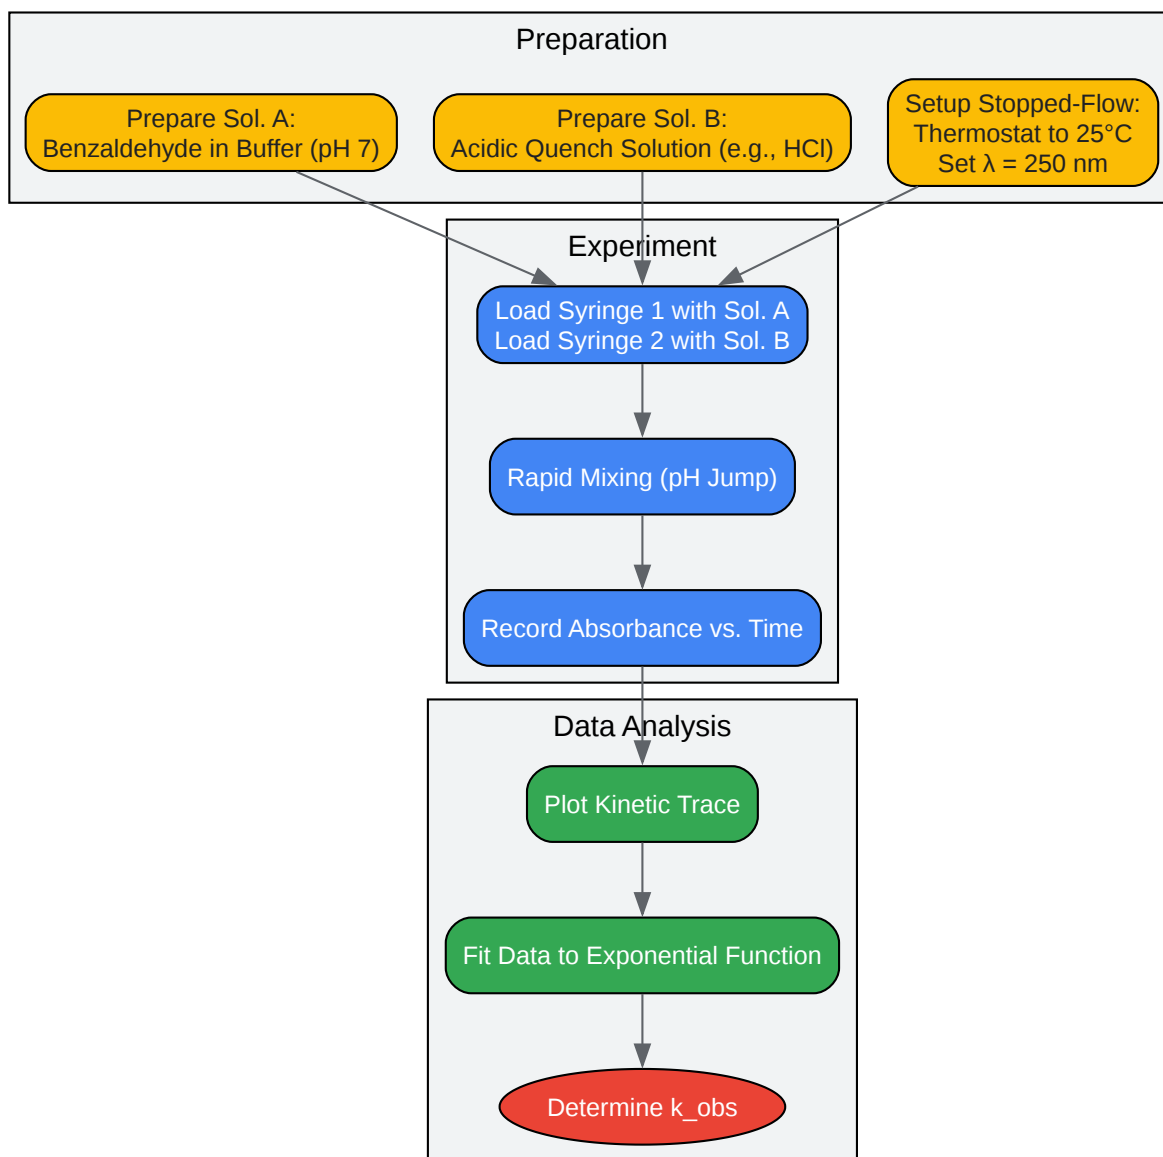 Preparation
Prepare Sol. A:
Benzaldehyde in Buffer (pH 7)
Prepare Sol. B:
Acidic Quench Solution (e.g., HCl)
Setup Stopped-Flow:
Thermostat to 25°C
Set λ = 250 nm
Experiment
Load Syringe 1 with Sol. A
Load Syringe 2 with Sol. B
Rapid Mixing (pH Jump)
Record Absorbance vs. Time
Data Analysis
Plot Kinetic Trace
Fit Data to Exponential Function
Determine k_obs